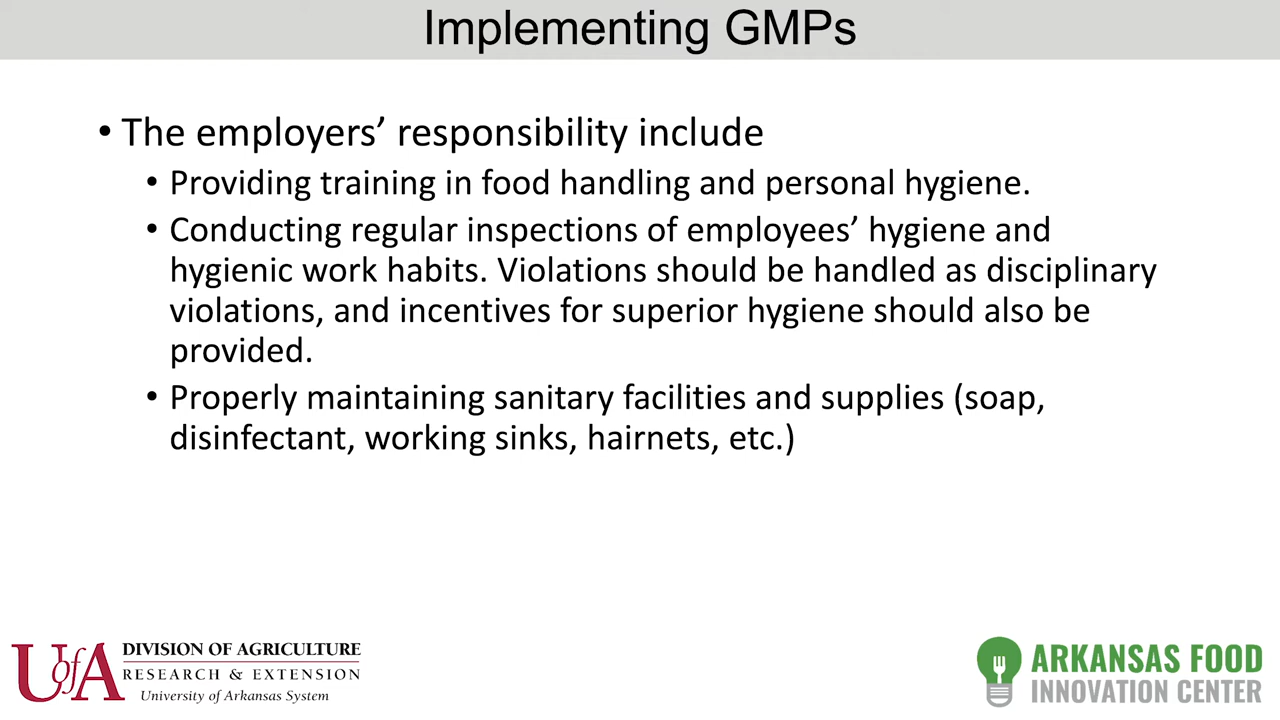 Implementing GMPs
• The employers’ responsibility include
• Providing training in food handling and personal hygiene.
• Conducting regular inspections of employees’ hygiene and
hygienic work habits. Violations should be handled as disciplinary
violations, and incentives for superior hygiene should also be
provided.
• Properly maintaining sanitary facilities and supplies (soap,
disinfectant, working sinks, hairnets, etc.)
UofA DIVISION OF AGRICULTURE
RESEARCH & EXTENSION
University of Arkansas System
ARKANSAS FOOD
INNOVATION CENTER